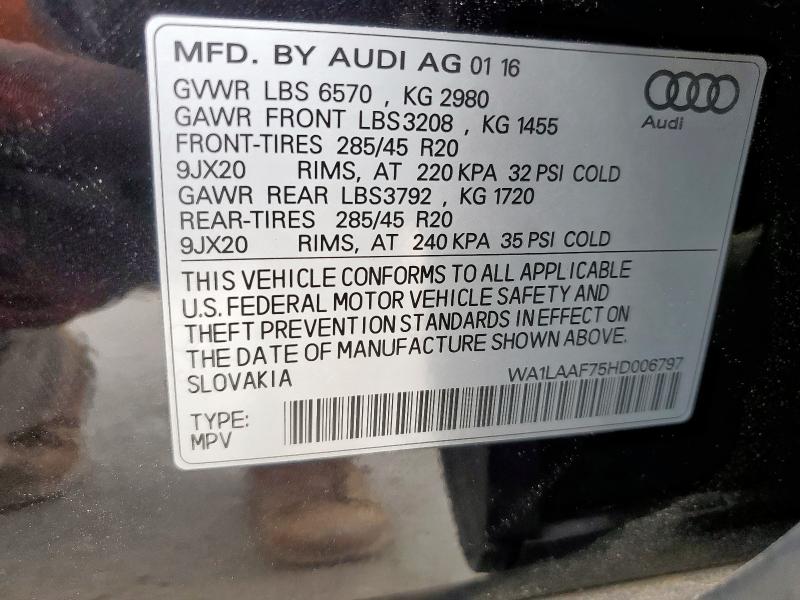 MFD. BY AUDI AG 01 16
GVWR LBS 6570 , KG 2980
GAWR FRONT LBS3208 , KG 1455
FRONT-TIRES 285/45 R20
9JX20 RIMS, AT 220 KPA 32 PSI COLD
GAWR REAR LBS3792 , KG 1720
REAR-TIRES 285/45 R20
9JX20 RIMS, AT 240 KPA 35 PSI COLD
Audi
THIS VEHICLE CONFORMS TO ALL APPLICABLE
U.S. FEDERAL MOTOR VEHICLE SAFETY AND
THEFT PREVENTION STANDARDS IN EFFECT ON
THE DATE OF MANUFACTURE SHOWN ABOVE.
SLOVAKIA
WA1LAAF75HD006797
TYPE:
MPV